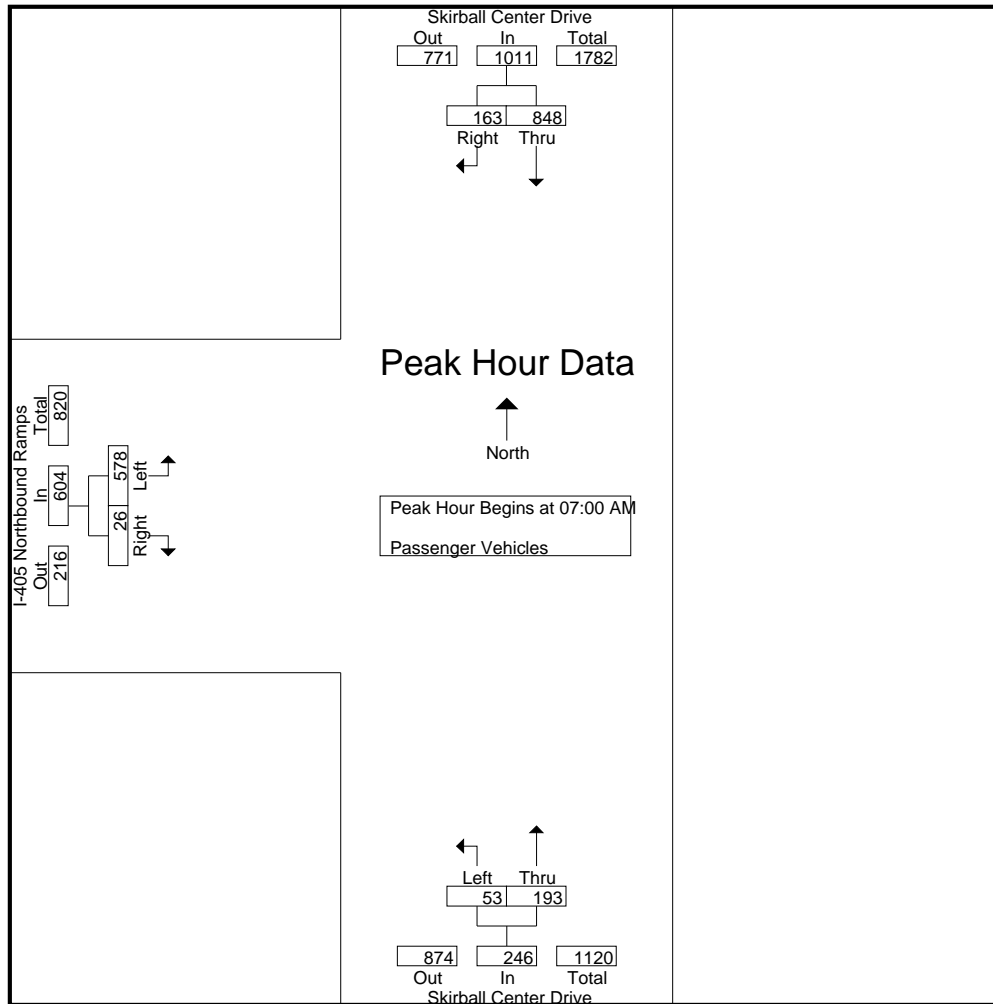 Skirball Center Drive
Out In Total
771 1011 1782
163 848
Right Thru
Peak Hour Data
North
Peak Hour Begins at 07:00 AM
Passenger Vehicles
I-405 Northbound Ramps
Out In Total
216 604 820
26 578
Right Left
Left Thru
53 193
874 246 1120
Out In Total
Skirball Center Drive